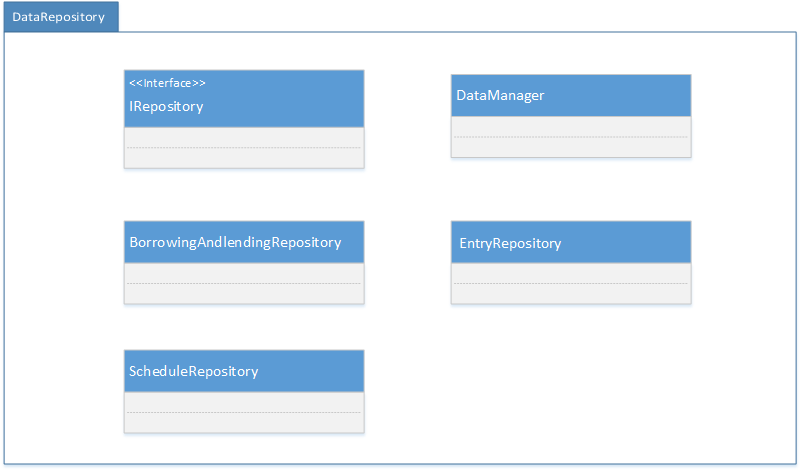 DataRepository
<<Interface>>
IRepository
DataManager
BorrowingAndlendingRepository
EntryRepository
ScheduleRepository